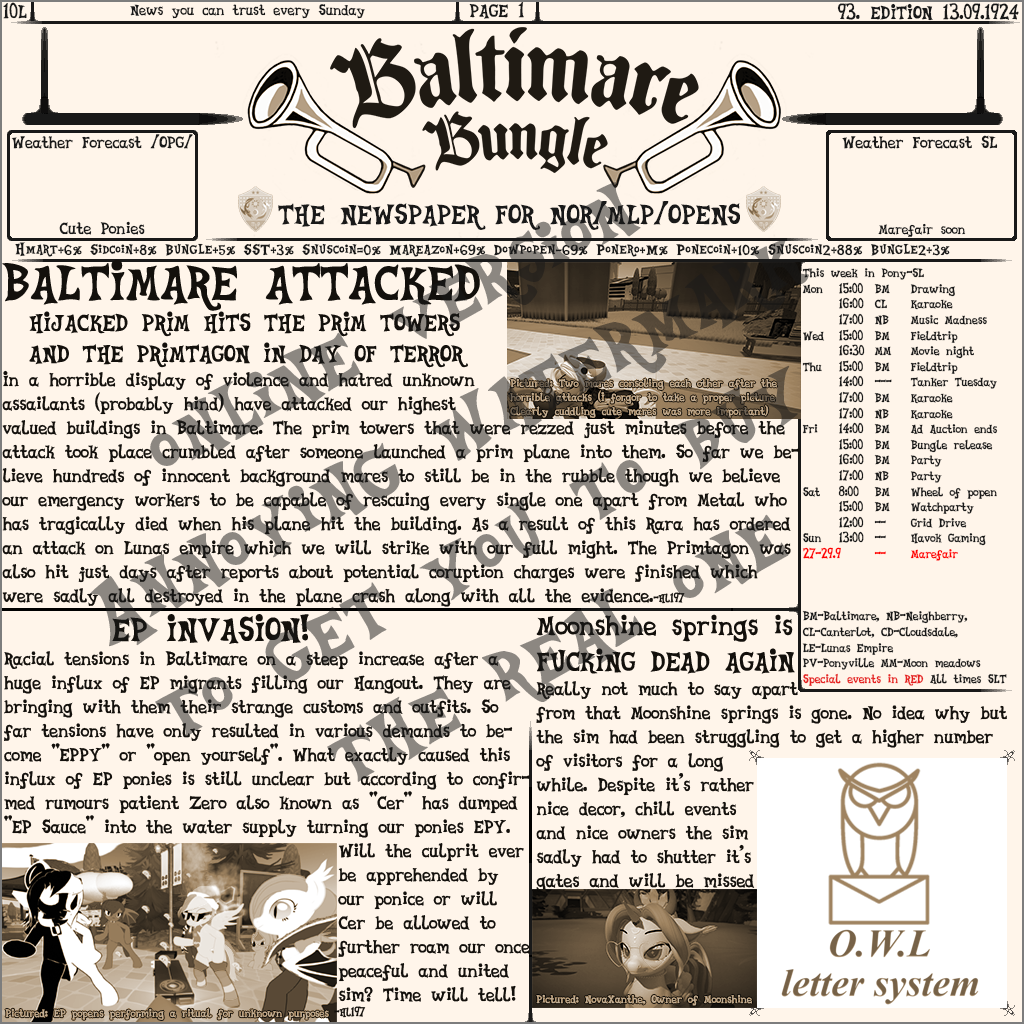 10L
News you can trust every Sunday
PAGE 1
93. EDITION 13.09.1924
Baltimare
Bungle
Weather Forecast /OPG/
Cute Ponies
Weather Forecast SL
Marefair soon
THE NEWSPAPER FOR NOR/MLP/OPENS
HMART+6% SIDCOIN+8% BUNGLE+5% SST+3% SNUSCOIN=0% MAREAZON+69% DOWPOPEN-69% PONERO+M% PONECOIN+10% SNUSCOIN2+88% BUNGLE2+3%
BALTIMARE ATTACKED
HIJACKED PRIM HITS THE PRIM TOWERS
AND THE PRIMTAGON IN DAY OF TERROR
In a horrible display of violence and hatred unknown
assailants (probably hind) have attacked our highest
valued buildings in Baltimare. The prim towers that were rezzed just minutes before the
attack took place crumbled after someone launched a prim plane into them. So far we be-
lieve hundreds of innocent background mares to still be in the rubble though we believe
our emergency workers to be capable of rescuing every single one apart from Metal who
has tragically died when his plane hit the building. As a result of this Rara has ordered
an attack on Lunas empire which we will strike with our full might. The Primtagon was
also hit just days after reports about potential coruption charges were finished which
were sadly all destroyed in the plane crash along with all the evidence.-HL197
Pictured: Two mares consoling each other after the
horrible attacks (i forgor to take a proper picture
Clearly cuddling cute mares was more important)
This week in Pony-SL
Mon 15:00 BM Drawing
16:00 CL Karaoke
17:00 NB Music Madness
Wed 15:00 BM Fieldtrip
16:30 MM Movie night
Thu 15:00 BM Fieldtrip
14:00 --- Tanker Tuesday
17:00 BM Karaoke
17:00 NB Karaoke
Fri 14:00 BM Ad Auction ends
15:00 BM Bungle release
16:00 BM Party
17:00 NB Party
Sat 8:00 BM Wheel of popen
15:00 BM Watchparty
12:00 -- Grid Drive
Sun 13:00 -- Havok Gaming
27-29.9 -- Marefair
BM-Baltimare, NB-Neighberry,
CL-Canterlot, CD-Cloudsdale,
LE-Lunas Empire
PV-Ponyville MM-Moon meadows
Special events in RED All times SLT
EP INVASION!
Racial tensions in Baltimare on a steep increase after a
huge influx of EP migrants filling our Hangout. They are
bringing with them their strange customs and outfits. So
far tensions have only resulted in various demands to be-
come "EPPY" or "open yourself". What exactly caused this
influx of EP ponies is still unclear but according to confir-
med rumours patient Zero also known as "Cer" has dumped
"EP Sauce" into the water supply turning our ponies EPY.
Will the culprit ever
be apprehended by
our ponice or will
Cer be allowed to
further roam our once
peaceful and united
sim? Time will tell!
-HL197
Pictured: EP popens performing a ritual for unknown purposes
Moonshine springs is
FUCKING DEAD AGAIN
Really not much to say apart
from that Moonshine springs is gone. No idea why but
the sim had been struggling to get a higher number
of visitors for a long
while. Despite it's rather
nice decor, chill events
and nice owners the sim
sadly had to shutter it's
gates and will be missed
Pictured: NovaXanthe, Owner of Moonshine
O.W.L
letter system
ONLINE VERSION
ANNOYING WATERMARK
TO GET YOU TO BUY
THE REAL ONE